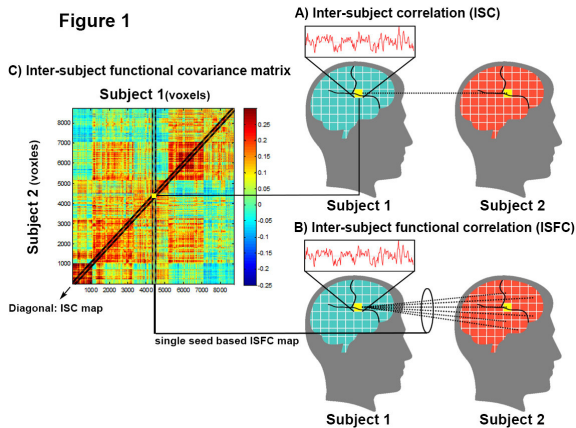 Figure 1
A) Inter-subject correlation (ISC)
C) Inter-subject functional covariance matrix
Subject 1(voxels)
Subject 2 (voxles)
8000
7000
6000
5000
4000
3000
2000
1000
1000 2000 3000 4000 5000 6000 7000 8000
0.25
0.2
0.15
0.1
0.05
0
-0.05
-0.1
-0.15
-0.2
-0.25
Diagonal: ISC map
single seed based ISFC map
Subject 1
Subject 2
B) Inter-subject functional correlation (ISFC)
Subject 1
Subject 2